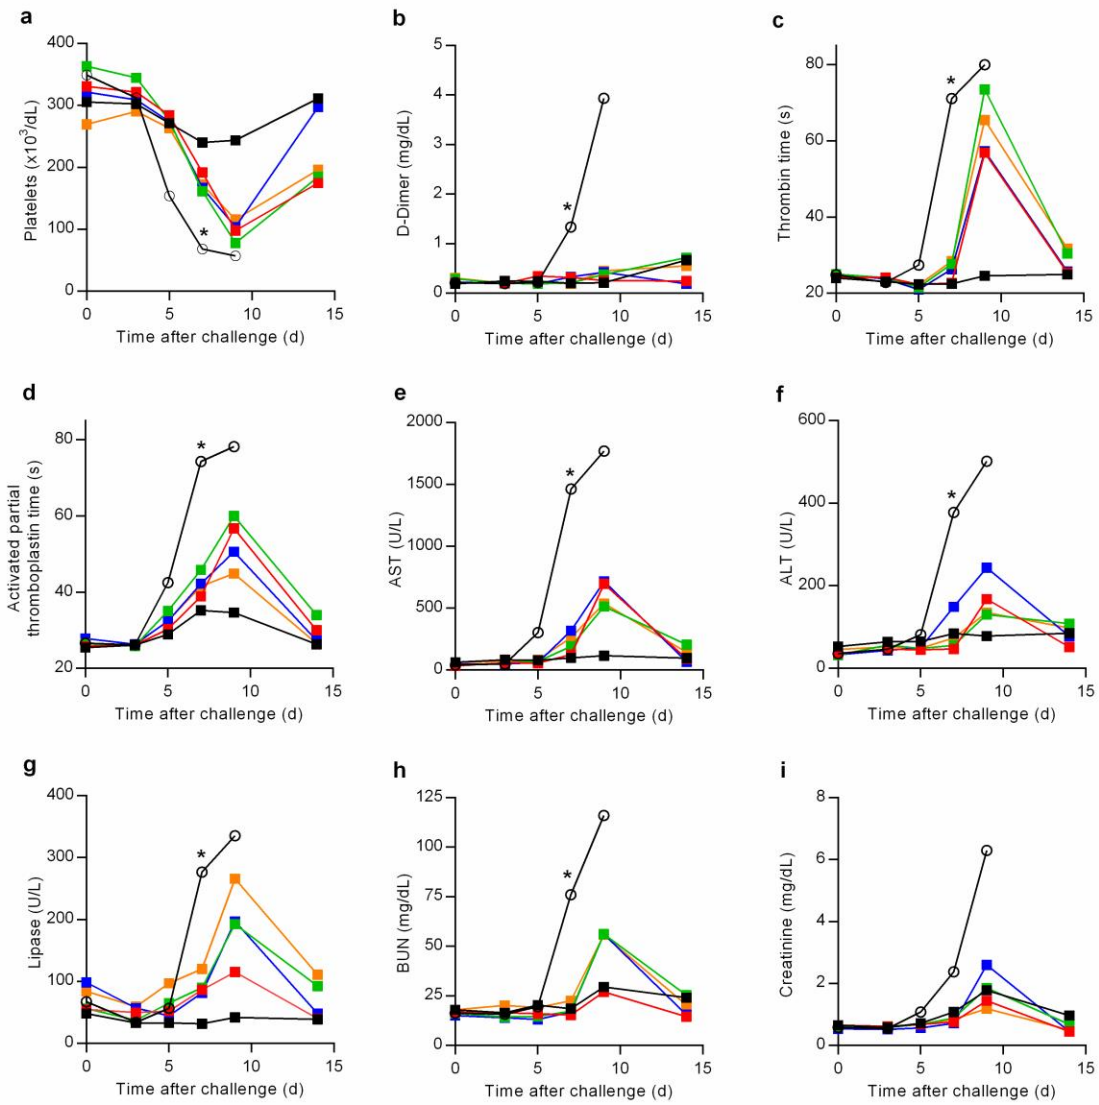 a
400
300
200
100
0
Platelets (x10³/dL)
*
0 5 10 15
Time after challenge (d)
b
5
4
3
2
1
0
D-Dimer (mg/dL)
*
0 5 10 15
Time after challenge (d)
c
80
60
40
20
Thrombin time (s)
*
0 5 10 15
Time after challenge (d)
d
80
60
40
20
Activated partial
thromboplastin time (s)
*
0 5 10 15
Time after challenge (d)
e
2000
1500
1000
500
0
AST (U/L)
*
0 5 10 15
Time after challenge (d)
f
600
400
200
0
ALT (U/L)
*
0 5 10 15
Time after challenge (d)
g
400
300
200
100
0
Lipase (U/L)
*
0 5 10 15
Time after challenge (d)
h
125
100
75
50
25
0
BUN (mg/dL)
*
0 5 10 15
Time after challenge (d)
i
8
6
4
2
0
Creatinine (mg/dL)
0 5 10 15
Time after challenge (d)